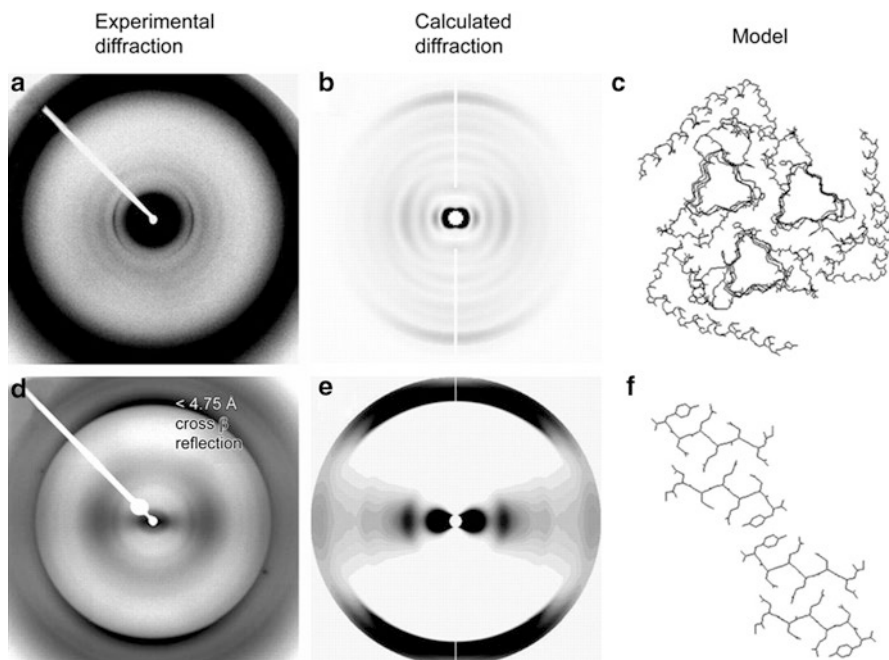 Experimental
diffraction
Calculated
diffraction
Model
a
b
c
d
< 4.75 Å
cross β
reflection
e
f